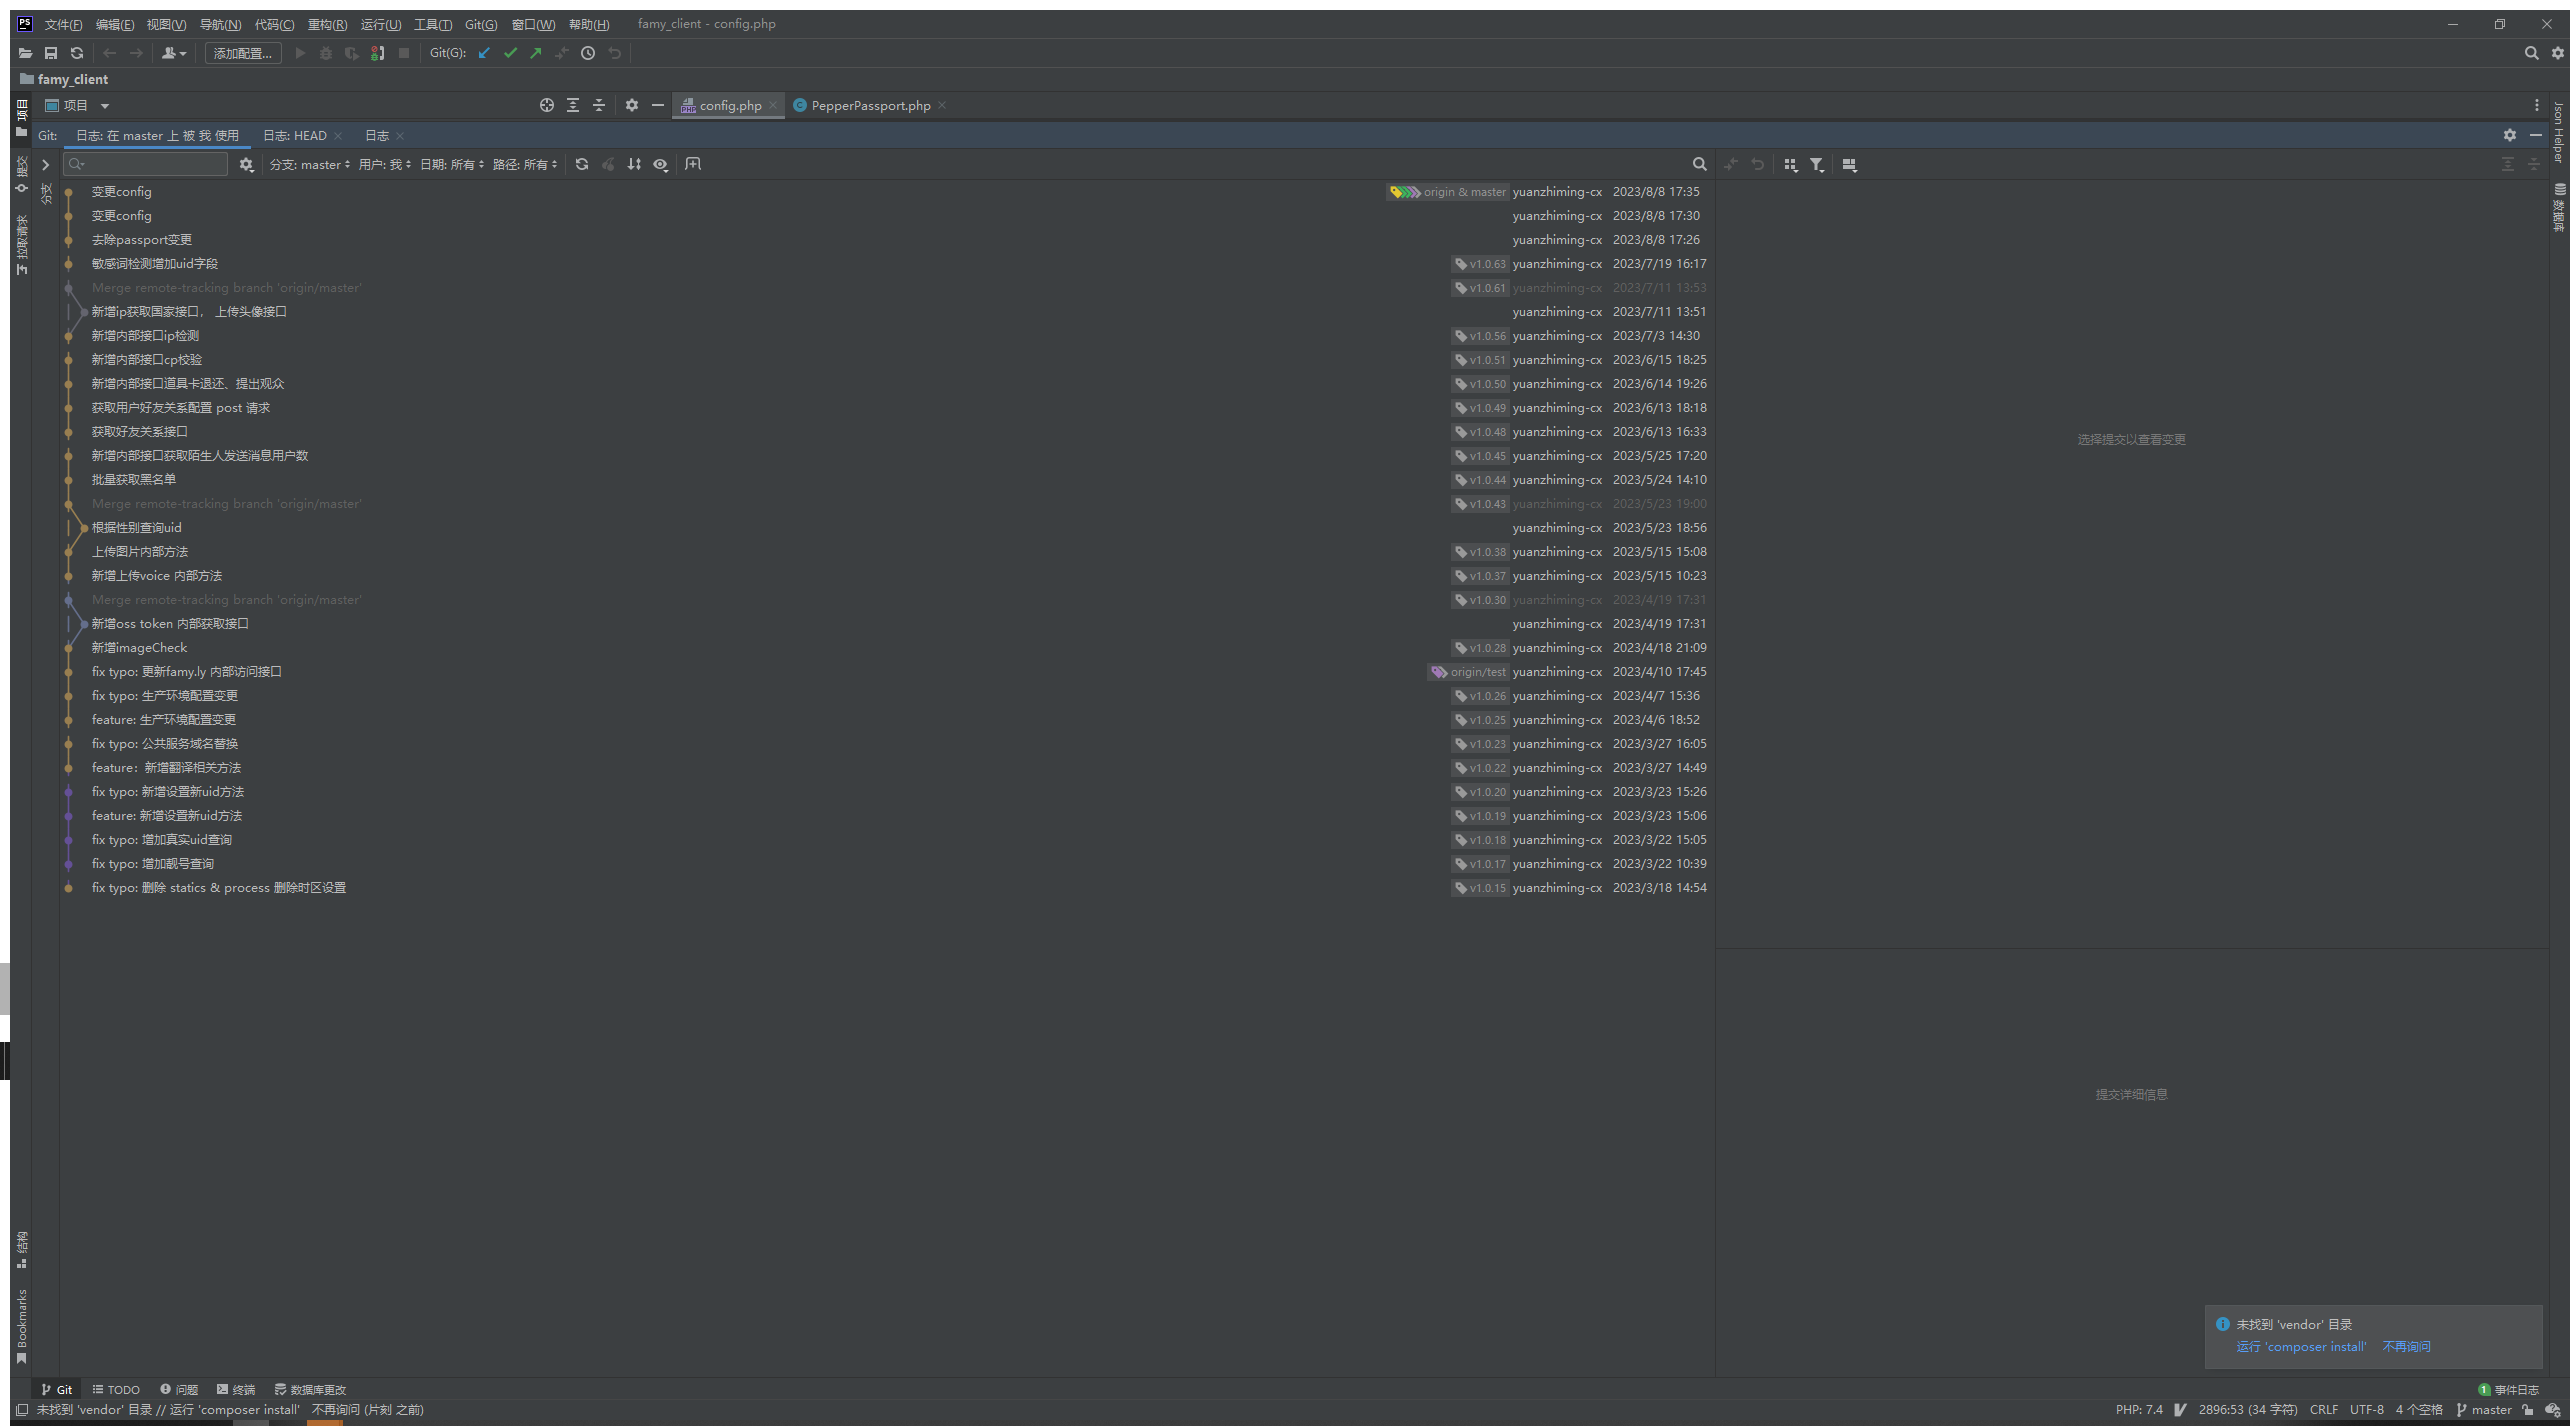 PS 文件(F) 编辑(E) 视图(V) 导航(N) 代码(C) 重构(R) 运行(U) 工具(T) Git(G) 窗口(W) 帮助(H) famy_client - config.php
添加配置... Git(G):
famy_client
项目 config.php PepperPassport.php
Git: 日志: 在 master 上 被 我 使用 日志: HEAD 日志
分支: master 用户: 我 日期: 所有 路径: 所有
变更config origin & master yuanzhiming-cx 2023/8/8 17:35
变更config yuanzhiming-cx 2023/8/8 17:30
去除passport变更 yuanzhiming-cx 2023/8/8 17:26
敏感词检测增加uid字段 v1.0.63 yuanzhiming-cx 2023/7/19 16:17
Merge remote-tracking branch 'origin/master' v1.0.61 yuanzhiming-cx 2023/7/11 13:53
新增ip获取国家接口， 上传头像接口 yuanzhiming-cx 2023/7/11 13:51
新增内部接口ip检测 v1.0.56 yuanzhiming-cx 2023/7/3 14:30
新增内部接口cp校验 v1.0.51 yuanzhiming-cx 2023/6/15 18:25
新增内部接口道具卡退还、提出观众 v1.0.50 yuanzhiming-cx 2023/6/14 19:26
获取用户好友关系配置 post 请求 v1.0.49 yuanzhiming-cx 2023/6/13 18:18
获取好友关系接口 v1.0.48 yuanzhiming-cx 2023/6/13 16:33
新增内部接口获取陌生人发送消息用户数 v1.0.45 yuanzhiming-cx 2023/5/25 17:20
批量获取黑名单 v1.0.44 yuanzhiming-cx 2023/5/24 14:10
Merge remote-tracking branch 'origin/master' v1.0.43 yuanzhiming-cx 2023/5/23 19:00
根据性别查询uid yuanzhiming-cx 2023/5/23 18:56
上传图片内部方法 v1.0.38 yuanzhiming-cx 2023/5/15 15:08
新增上传voice 内部方法 v1.0.37 yuanzhiming-cx 2023/5/15 10:23
Merge remote-tracking branch 'origin/master' v1.0.30 yuanzhiming-cx 2023/4/19 17:31
新增oss token 内部获取接口 yuanzhiming-cx 2023/4/19 17:31
新增imageCheck v1.0.28 yuanzhiming-cx 2023/4/18 21:09
fix typo: 更新famy.ly 内部访问接口 origin/test yuanzhiming-cx 2023/4/10 17:45
fix typo: 生产环境配置变更 v1.0.26 yuanzhiming-cx 2023/4/7 15:36
feature: 生产环境配置变更 v1.0.25 yuanzhiming-cx 2023/4/6 18:52
fix typo: 公共服务域名替换 v1.0.23 yuanzhiming-cx 2023/3/27 16:05
feature：新增翻译相关方法 v1.0.22 yuanzhiming-cx 2023/3/27 14:49
fix typo: 新增设置新uid方法 v1.0.20 yuanzhiming-cx 2023/3/23 15:26
feature: 新增设置新uid方法 v1.0.19 yuanzhiming-cx 2023/3/23 15:06
fix typo: 增加真实uid查询 v1.0.18 yuanzhiming-cx 2023/3/22 15:05
fix typo: 增加靓号查询 v1.0.17 yuanzhiming-cx 2023/3/22 10:39
fix typo: 删除 statics & process 删除时区设置 v1.0.15 yuanzhiming-cx 2023/3/18 14:54
选择提交以查看变更
提交详细信息
项目
提交
拉取请求
分支
结构
Bookmarks
Json Helper
数据库
未找到 'vendor' 目录
运行 'composer install' 不再询问
Git TODO 问题 终端 数据库更改 1 事件日志
未找到 'vendor' 目录 // 运行 'composer install' 不再询问 (片刻 之前) PHP: 7.4 2896:53 (34 字符) CRLF UTF-8 4 个空格 master